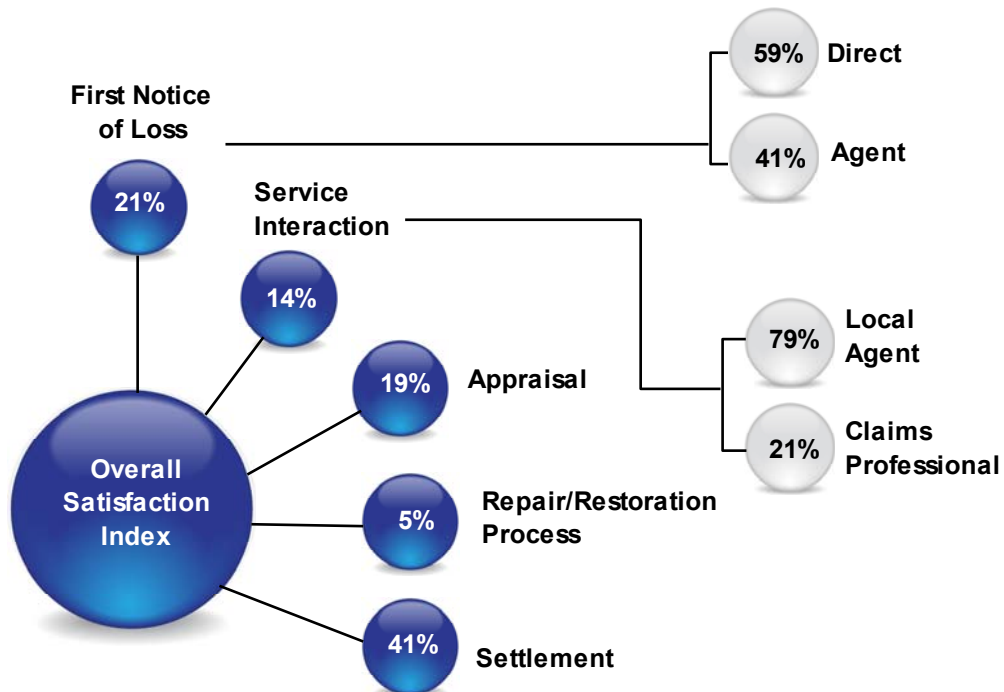 59%
Direct
First Notice
of Loss
41%
Agent
21%
Service
Interaction
14%
79%
Local
Agent
19%
Appraisal
21%
Claims
Professional
Overall
Satisfaction
Index
5%
Repair/Restoration
Process
41%
Settlement